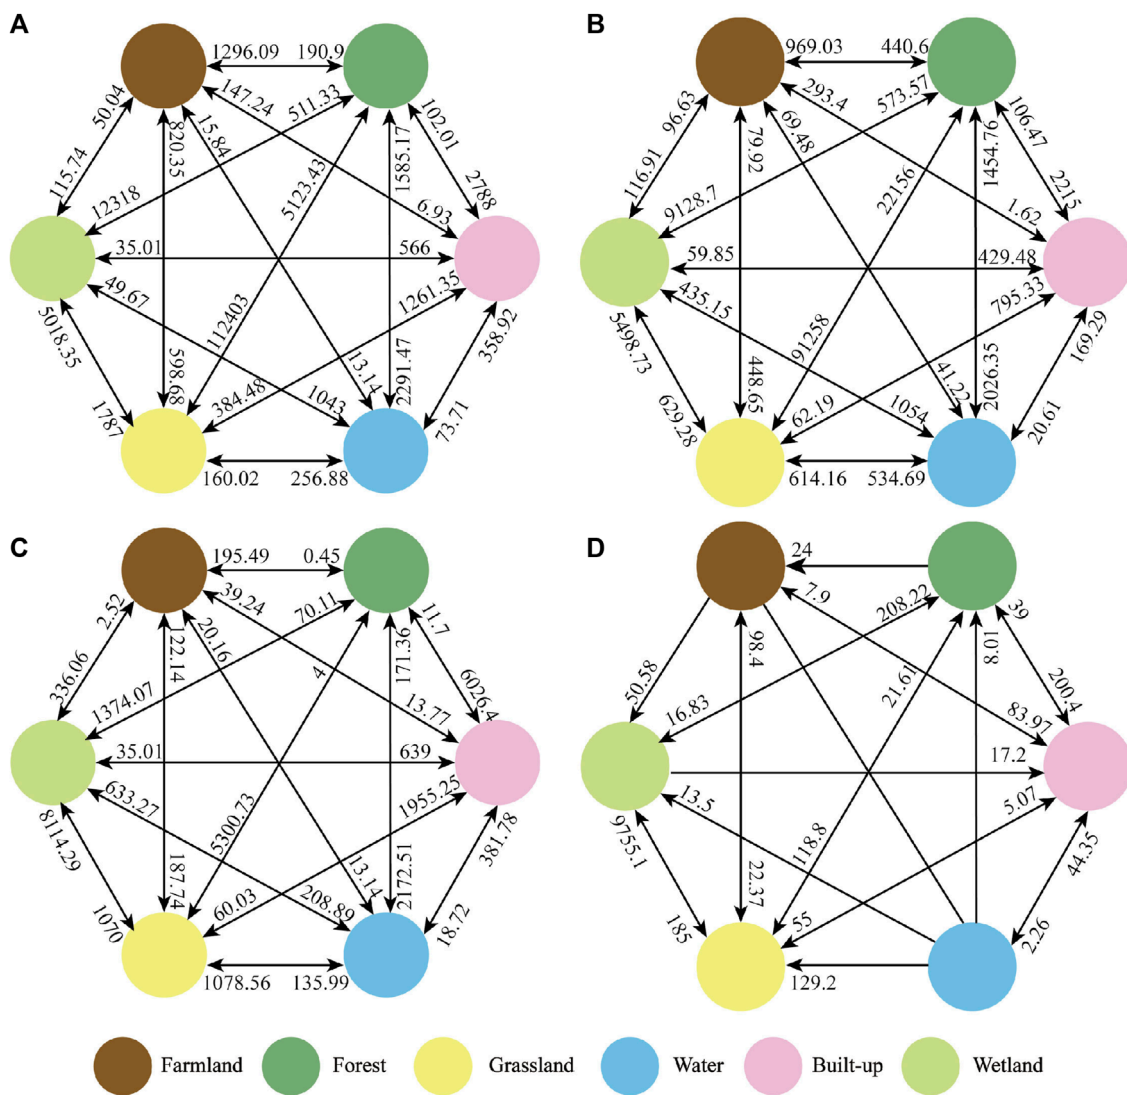 A
1296.09 190.9
147.24 511.33 102.01
50.04 820.35 15.84 1585.17
115.74 12318 5123.43 6.93 2788
35.01 566
49.67 1261.35
5018.35 112403 358.92
598.68 384.48 13.14 2291.47
1787 1043 73.71
160.02 256.88
B
969.03 440.6
293.4 573.57 106.47
96.63 79.92 69.48 1454.76
116.91 9128.7 22156 1.62 2215
59.85 429.48
435.15 795.33
5498.73 91258 169.29
448.65 62.19 41.22 2026.35
629.28 1054 20.61
614.16 534.69
C
195.49 0.45
39.24 70.11 11.7
2.52 122.14 20.16 171.36
336.06 1374.07 4 13.77 6026.4
35.01 639
633.27 1955.25
8114.29 5300.73 381.78
187.74 60.03 13.14 2172.51
1070 208.89 18.72
1078.56 135.99
D
24
7.9 208.22 39
98.4 8.01
50.58 16.83 21.61 83.97 200.4
17.2
13.5 5.07
9755.1 118.8 44.35
22.37 55
185 2.26
129.2
Farmland Forest Grassland Water Built-up Wetland